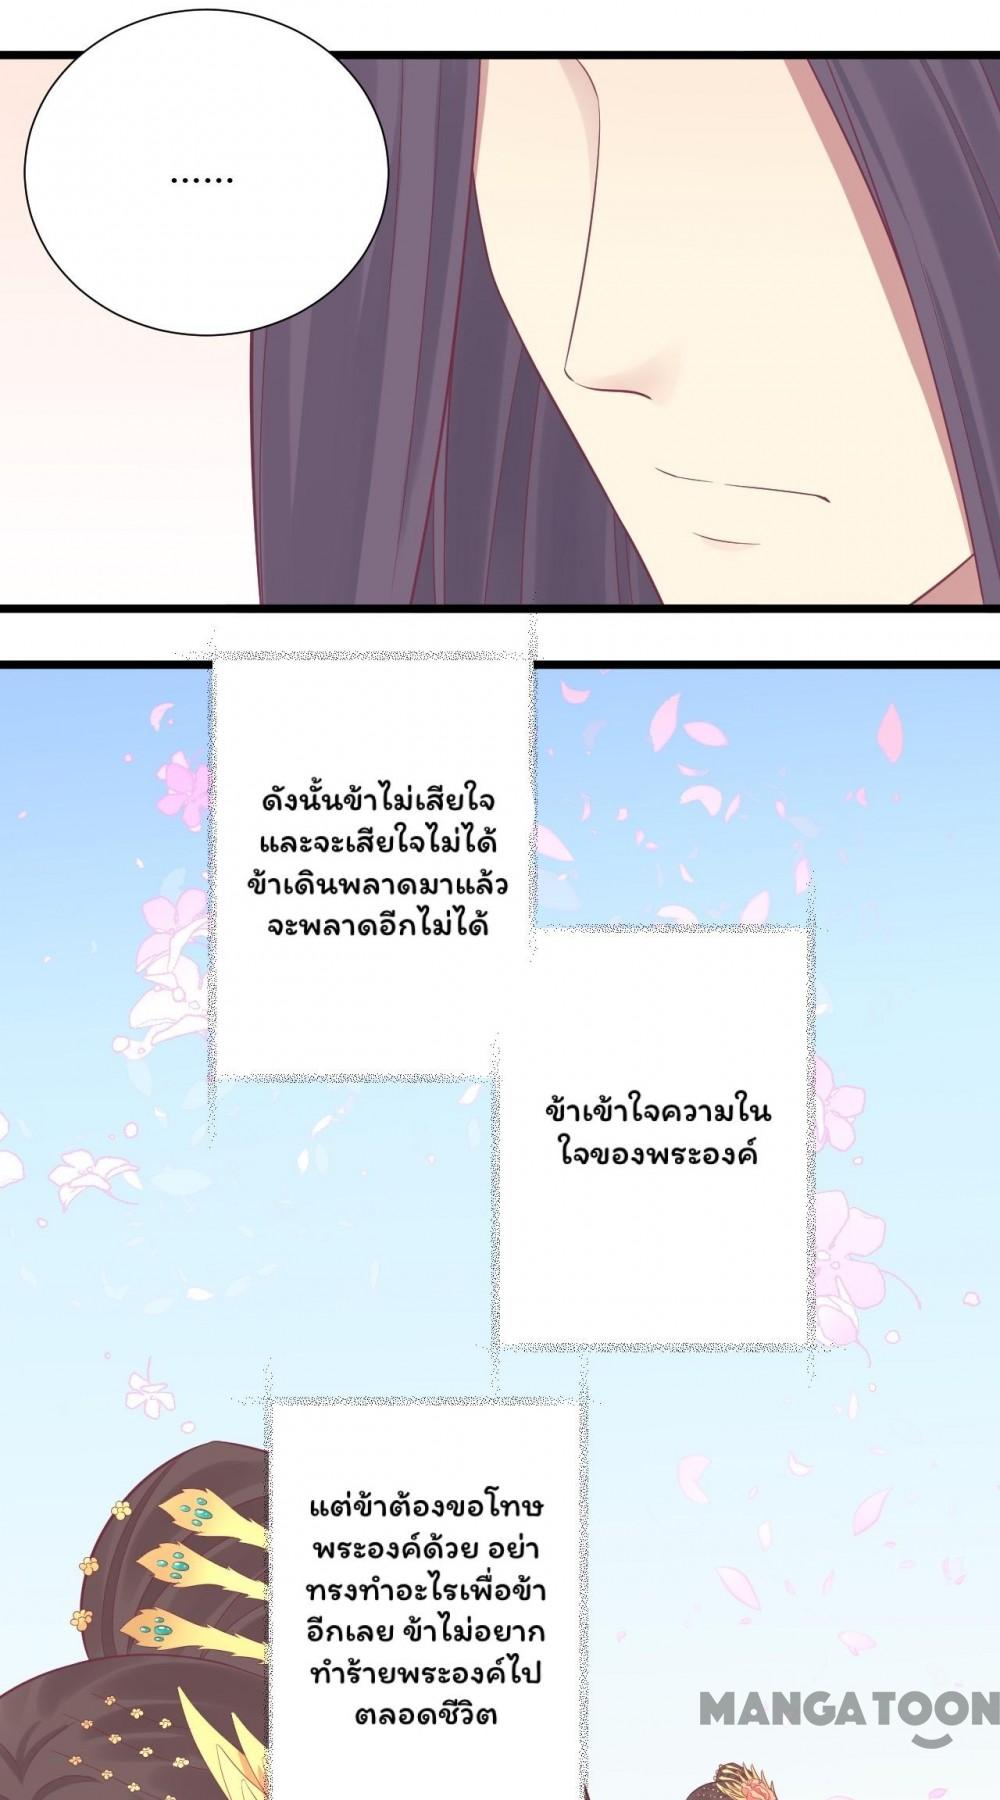 ......
ดังนั้นข้าไม่เสียใจ
และจะเสียใจไม่ได้
ข้าเดินพลาดมาแล้ว
จะพลาดอีกไม่ได้
ข้าเข้าใจความใน
ใจของพระองค์
แต่ข้าต้องขอโทษ
พระองค์ด้วย อย่า
ทรงทำอะไรเพื่อข้า
อีกเลย ข้าไม่อยาก
ทำร้ายพระองค์ไป
ตลอดชีวิต
MANGATOON